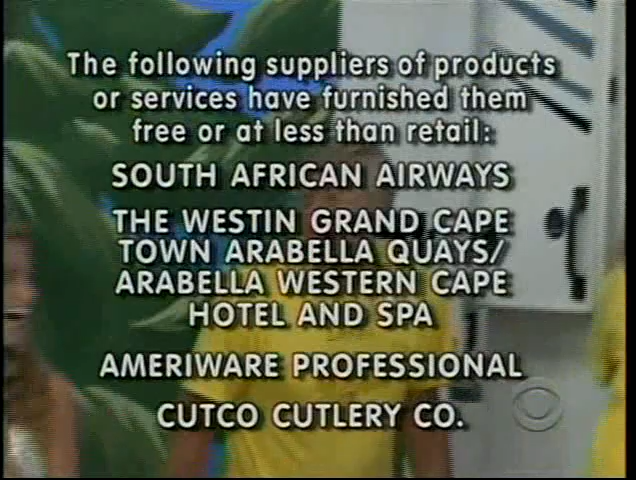 The following suppliers of products
or services have furnished them
free or at less than retail:
SOUTH AFRICAN AIRWAYS
THE WESTIN GRAND CAPE
TOWN ARABELLA QUAYS/
ARABELLA WESTERN CAPE
HOTEL AND SPA
AMERIWARE PROFESSIONAL
CUTCO CUTLERY CO.